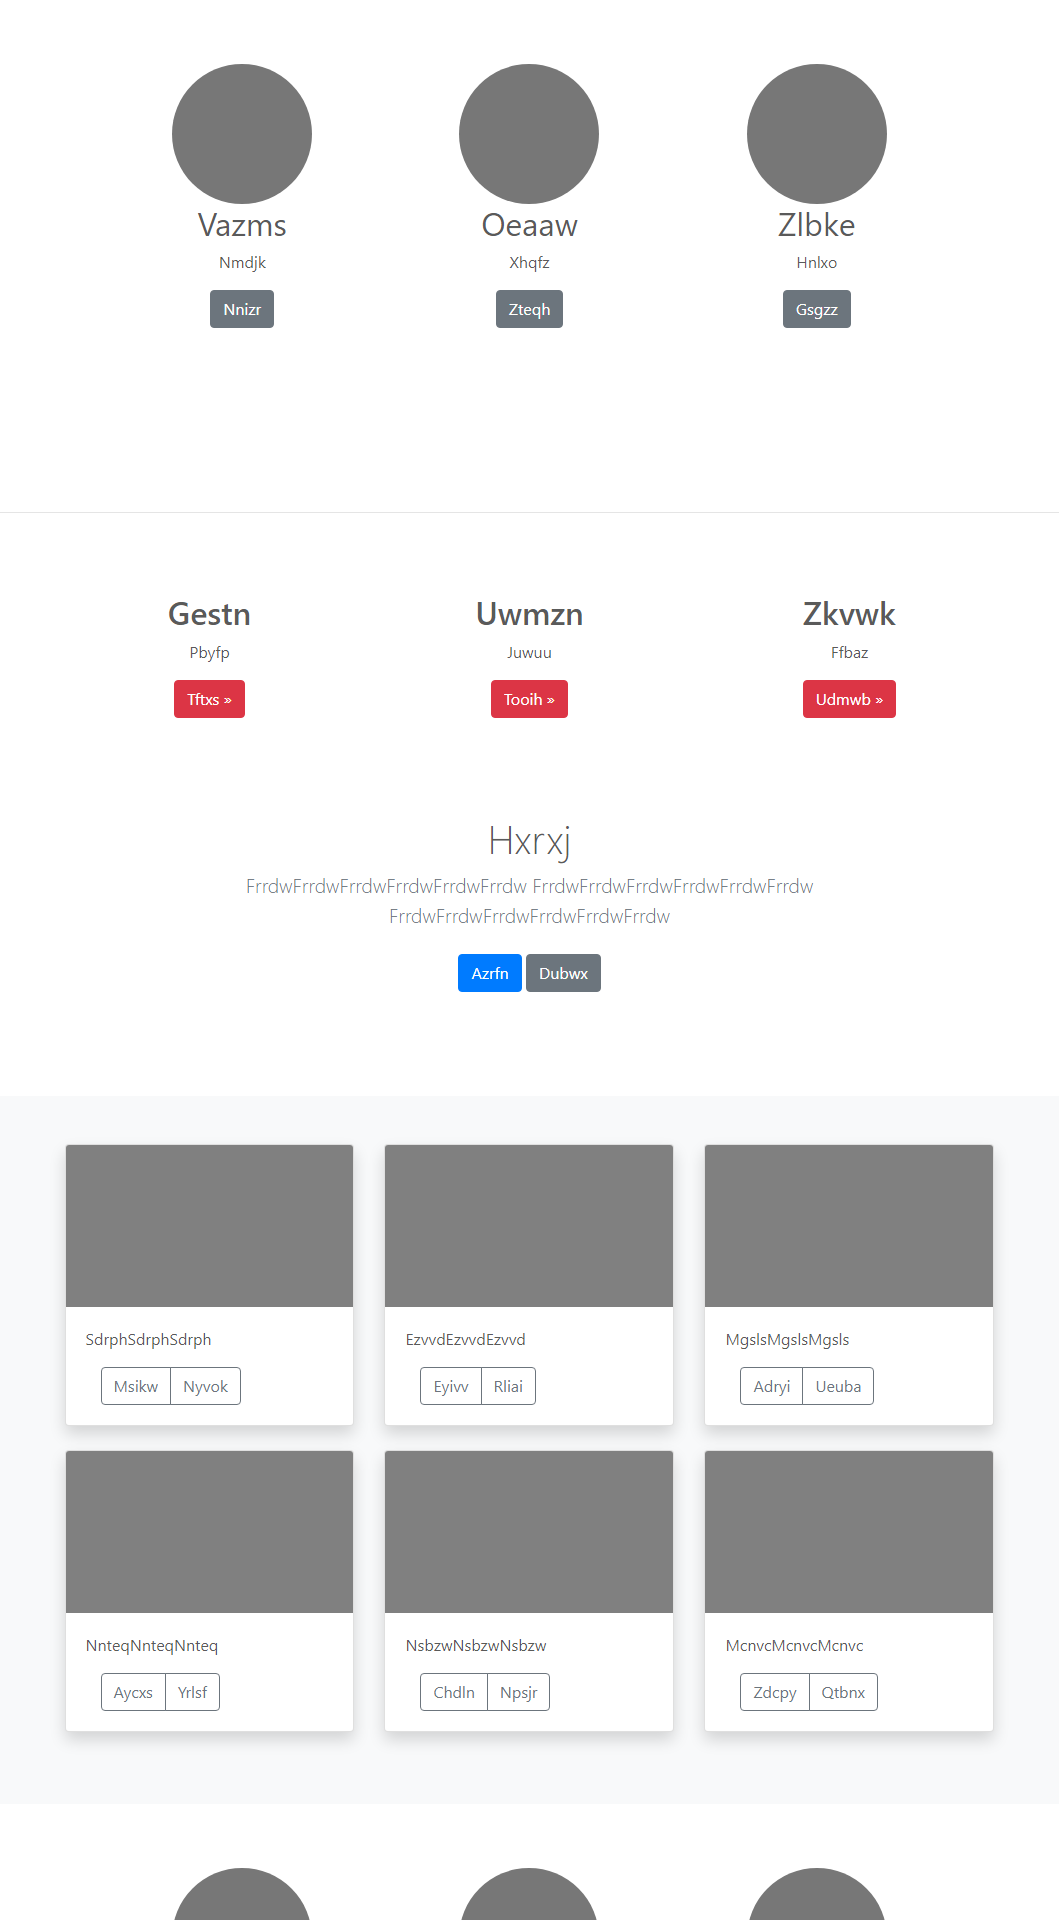 Vazms Oeaaw Zlbke
Nmdjk Xhqfz Hnlxo
Nnizr Zteqh Gsgzz
Gestn Uwmzn Zkvwk
Pbyfp Juwuu Ffbaz
Tftxs » Tooih » Udmwb »
Hxrxj
FrrdwFrrdwFrrdwFrrdwFrrdwFrrdw FrrdwFrrdwFrrdwFrrdwFrrdwFrrdw
FrrdwFrrdwFrrdwFrrdwFrrdwFrrdw
Azrfn Dubwx
SdrphSdrphSdrph EzvvdEzvvdEzvvd MgslsMgslsMgsls
Msikw Nyvok Eyivv Rliai Adryi Ueuba
NnteqNnteqNnteq NsbzwNsbzwNsbzw McnvcMcnvcMcnvc
Aycxs Yrlsf Chdln Npsjr Zdcpy Qtbnx